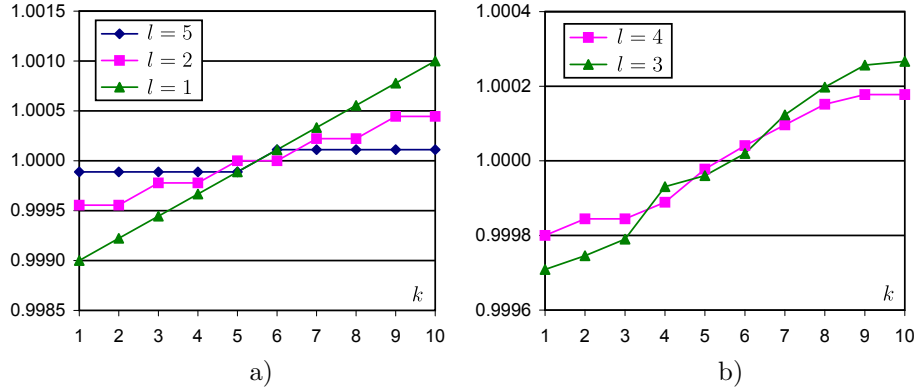 1.0015
1.0010
1.0005
1.0000
0.9995
0.9990
0.9985
l = 5
l = 2
l = 1
k
1 2 3 4 5 6 7 8 9 10
a)
1.0004
1.0002
1.0000
0.9998
0.9996
l = 4
l = 3
k
1 2 3 4 5 6 7 8 9 10
b)